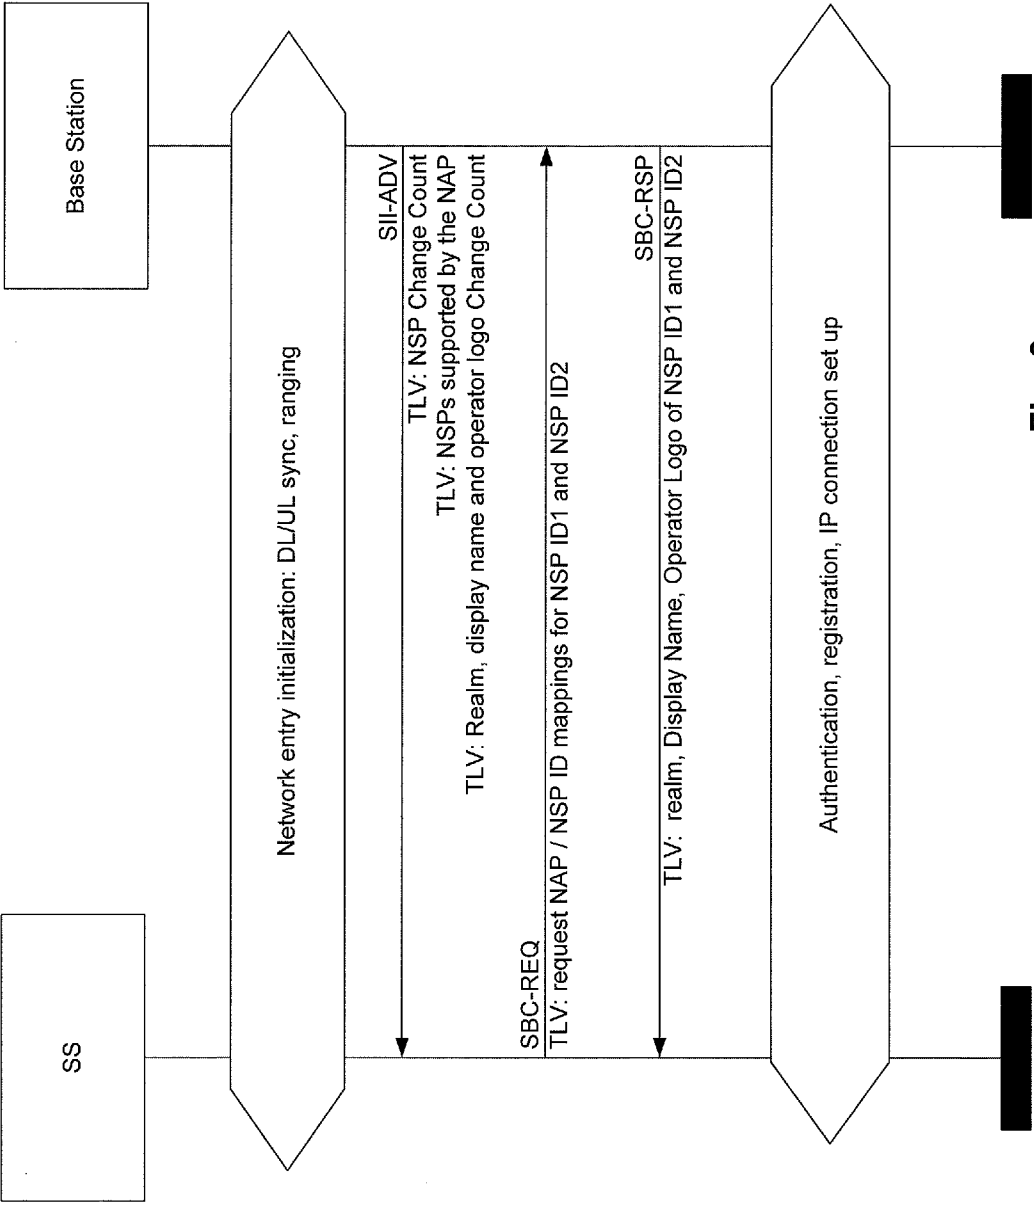 SS
Base Station
Network entry initialization: DL/UL sync, ranging
SII-ADV
TLV: NSP Change Count
TLV: NSPs supported by the NAP
TLV: Realm, display name and operator logo Change Count
SBC-REQ
TLV: request NAP / NSP ID mappings for NSP ID1 and NSP ID2
SBC-RSP
TLV: realm, Display Name, Operator Logo of NSP ID1 and NSP ID2
Authentication, registration, IP connection set up